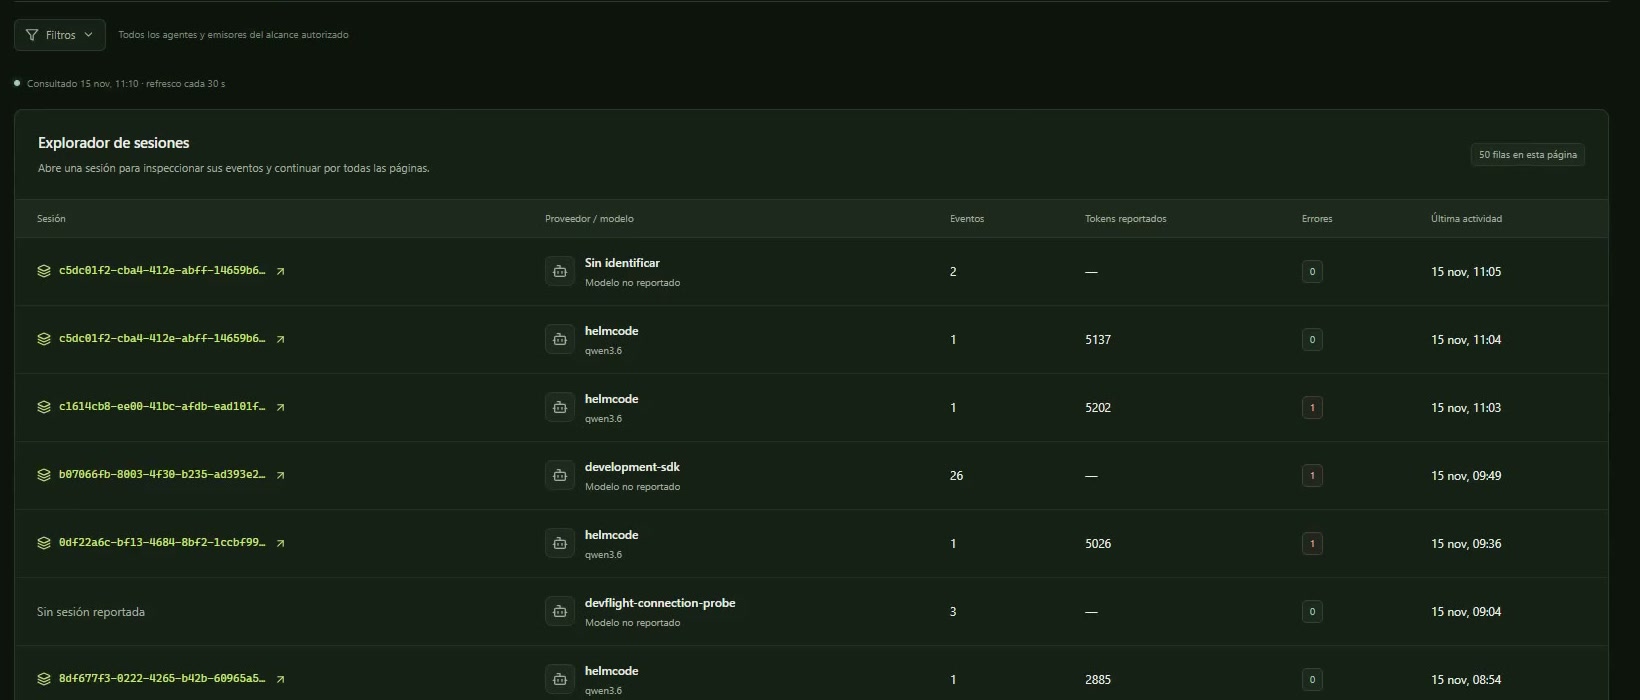 Filtros
Todos los agentes y emisores del alcance autorizado
Consultado 15 nov, 11:10 · refresco cada 30 s
Explorador de sesiones
Abre una sesión para inspeccionar sus eventos y continuar por todas las páginas.
50 filas en esta página
Sesión Proveedor / modelo Eventos Tokens reportados Errores Última actividad
c5dc01f2-cba4-412e-abff-14659b6… Sin identificar 2 — 0 15 nov, 11:05
Modelo no reportado
c5dc01f2-cba4-412e-abff-14659b6… helmcode 1 5137 0 15 nov, 11:04
qwen3.6
c1614cb8-ee00-41bc-afdb-ead101f… helmcode 1 5202 1 15 nov, 11:03
qwen3.6
b07066fb-8003-4f30-b235-ad393e2… development-sdk 26 — 1 15 nov, 09:49
Modelo no reportado
0df22a6c-bf13-4684-8bf2-1ccbf99… helmcode 1 5026 1 15 nov, 09:36
qwen3.6
Sin sesión reportada devflight-connection-probe 3 — 0 15 nov, 09:04
Modelo no reportado
8df677f3-0222-4265-b42b-60965a5… helmcode 1 2885 0 15 nov, 08:54
qwen3.6